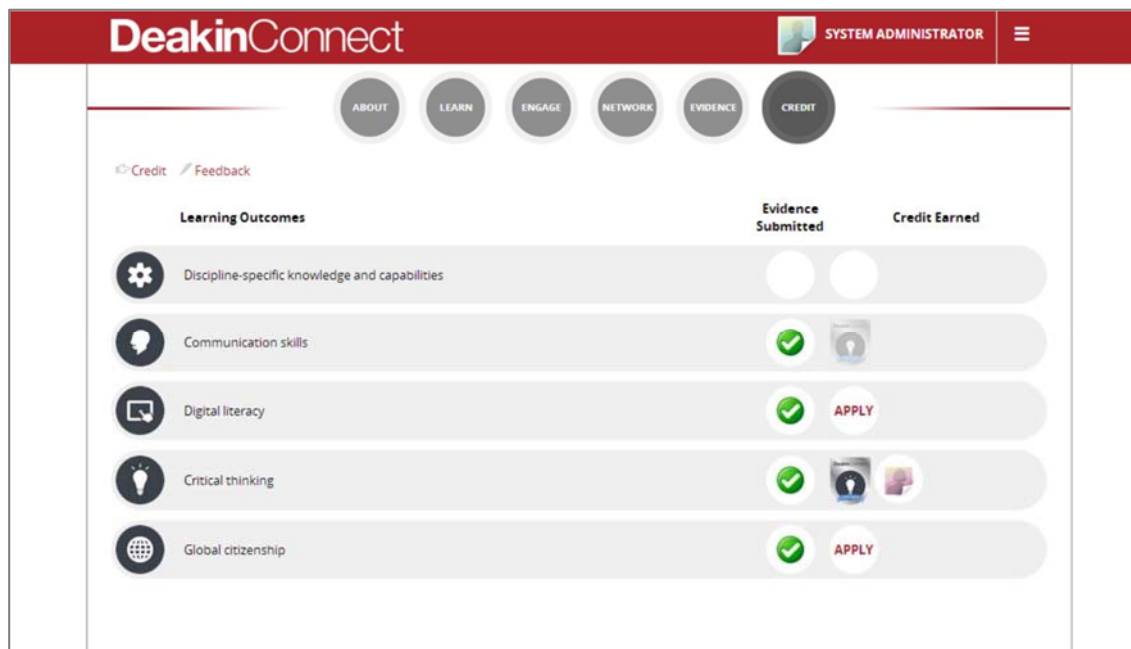 DeakinConnect
SYSTEM ADMINISTRATOR
ABOUT LEARN ENGAGE NETWORK EVIDENCE CREDIT
Credit Feedback
Learning Outcomes
Evidence
Submitted
Credit Earned
Discipline-specific knowledge and capabilities
Communication skills
Digital literacy
APPLY
Critical thinking
Global citizenship
APPLY